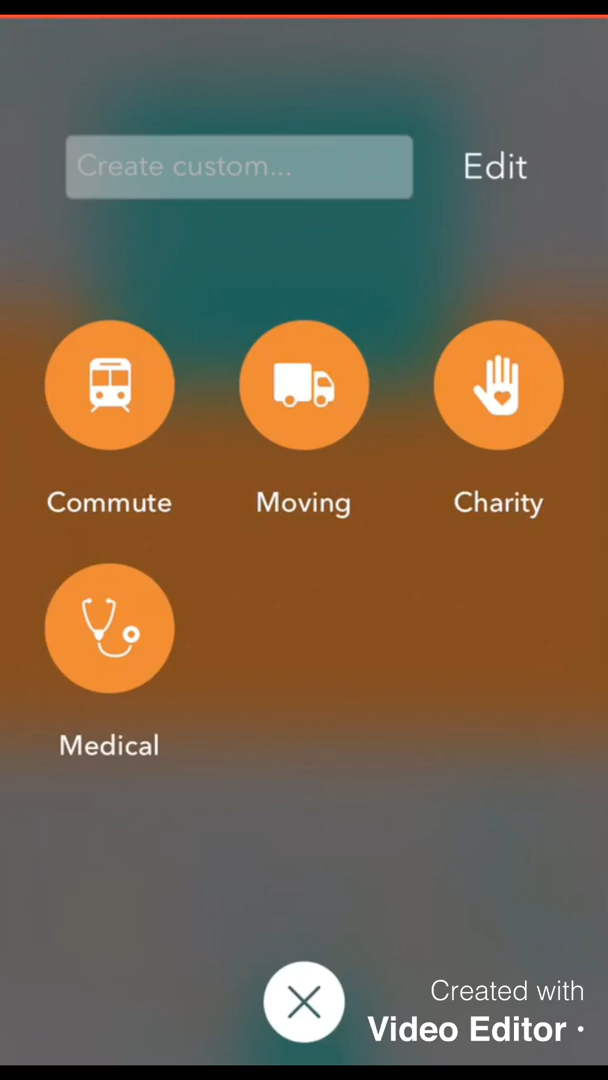 Create custom...
Edit
Commute
Moving
Charity
Medical
Created with
Video Editor ·